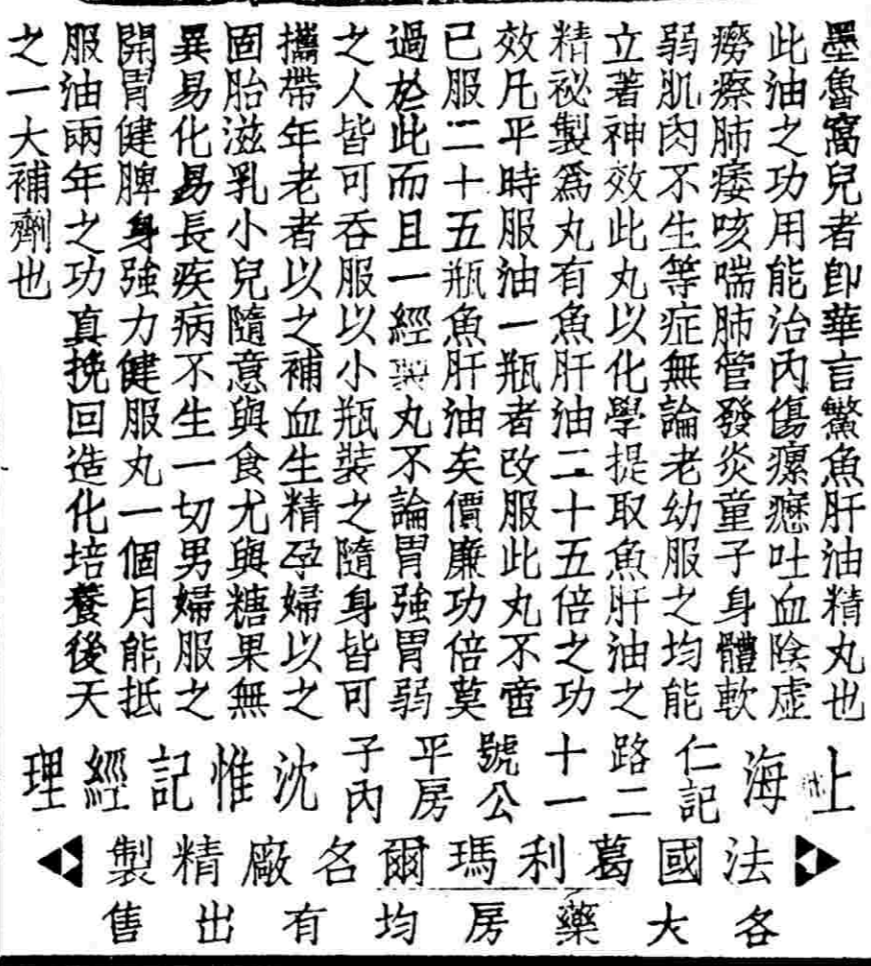 墨魯窩兒者卽華言鱉魚肝油精丸也
此油之功用能治內傷瘰癧吐血陰虛
癆瘵肺痿咳喘肺管發炎童子身體軟
弱肌肉不生等症無論老幼服之均能
立著神效此丸以化學提取魚肝油之
精祕製爲丸有魚肝油二十五倍之功
效凡平時服油一瓶者改服此丸不啻
已服二十五瓶魚肝油矣價廉功倍莫
過於此而且一經製丸不論胃強胃弱
之人皆可吞服以小瓶裝之隨身皆可
攜帶年老者以之補血生精孕婦以之
固胎滋乳小兒隨意與食尤與糖果無
異易化易長疾病不生一切男婦服之
開胃健脾身強力健服丸一個月能抵
服油兩年之功真挽回造化培養後天
之一大補劑也
上海仁記路二十一號公平房子內沈惟記經理
法國葛利瑪爾名廠精製
各大藥房均有出售